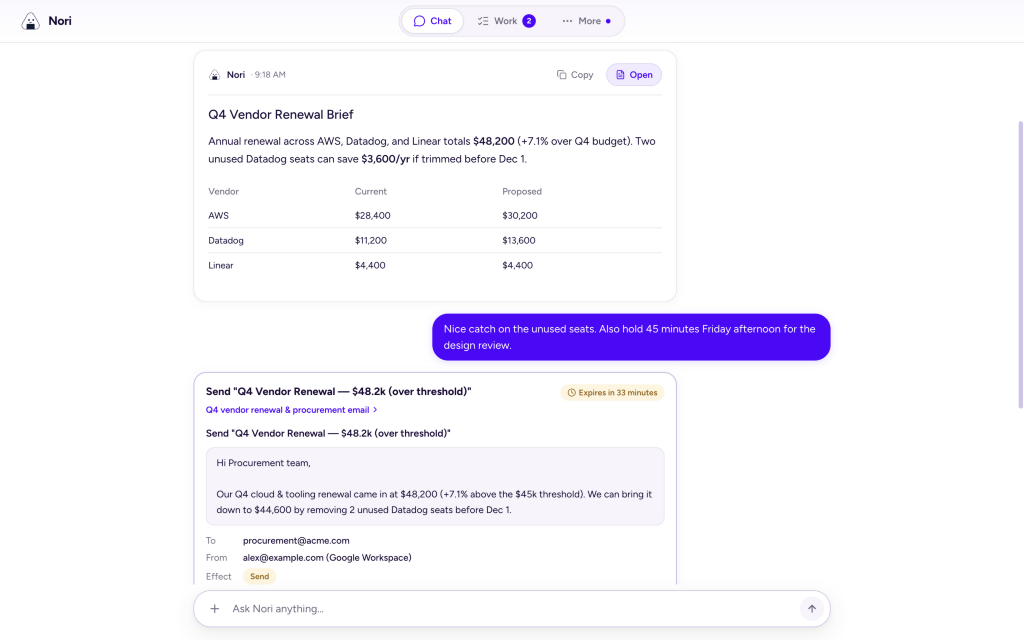 Nori
Chat
Work 2
More
Nori · 9:18 AM
Copy
Open
Q4 Vendor Renewal Brief
Annual renewal across AWS, Datadog, and Linear totals $48,200 (+7.1% over Q4 budget). Two
unused Datadog seats can save $3,600/yr if trimmed before Dec 1.
Vendor Current Proposed
AWS $28,400 $30,200
Datadog $11,200 $13,600
Linear $4,400 $4,400
Nice catch on the unused seats. Also hold 45 minutes Friday afternoon for the
design review.
Send "Q4 Vendor Renewal — $48.2k (over threshold)"
Expires in 33 minutes
Q4 vendor renewal & procurement email
Send "Q4 Vendor Renewal — $48.2k (over threshold)"
Hi Procurement team,
Our Q4 cloud & tooling renewal came in at $48,200 (+7.1% above the $45k threshold). We can bring it
down to $44,600 by removing 2 unused Datadog seats before Dec 1.
To procurement@acme.com
From alex@example.com (Google Workspace)
Effect Send
Ask Nori anything...